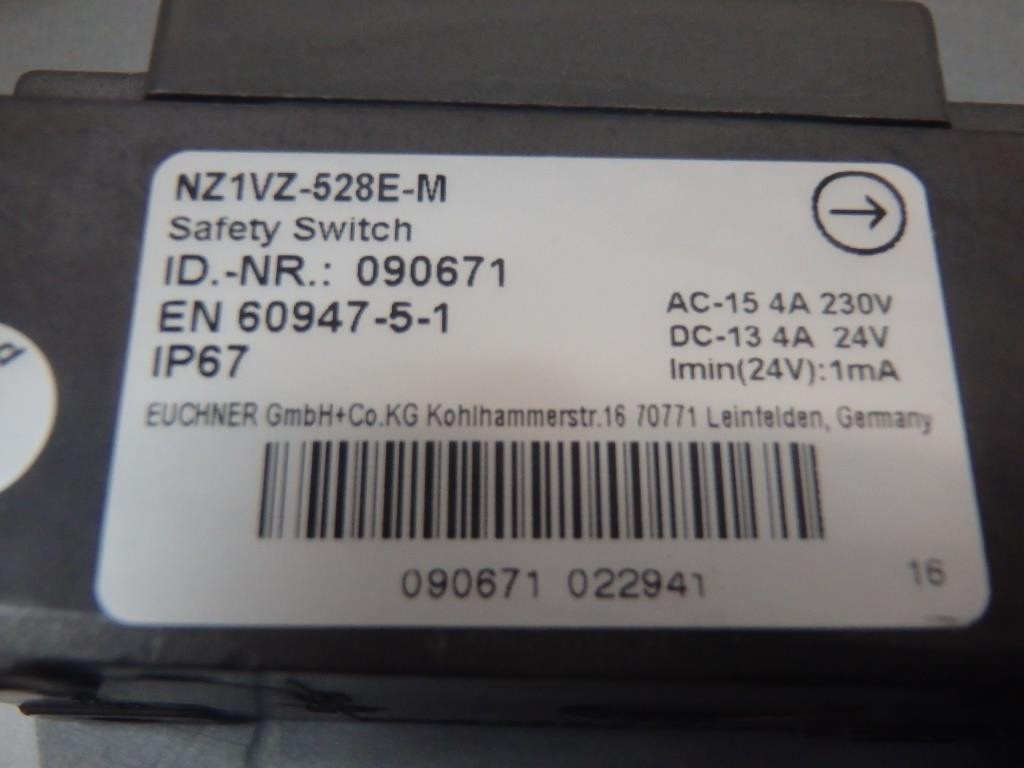 NZ1VZ-528E-M
Safety Switch
ID.-NR.: 090671
EN 60947-5-1
IP67
AC-15 4A 230V
DC-13 4A 24V
Imin(24V):1mA
EUCHNER GmbH+Co.KG Kohlhammerstr.16 70771 Leinfelden, Germany
090671 022941
16